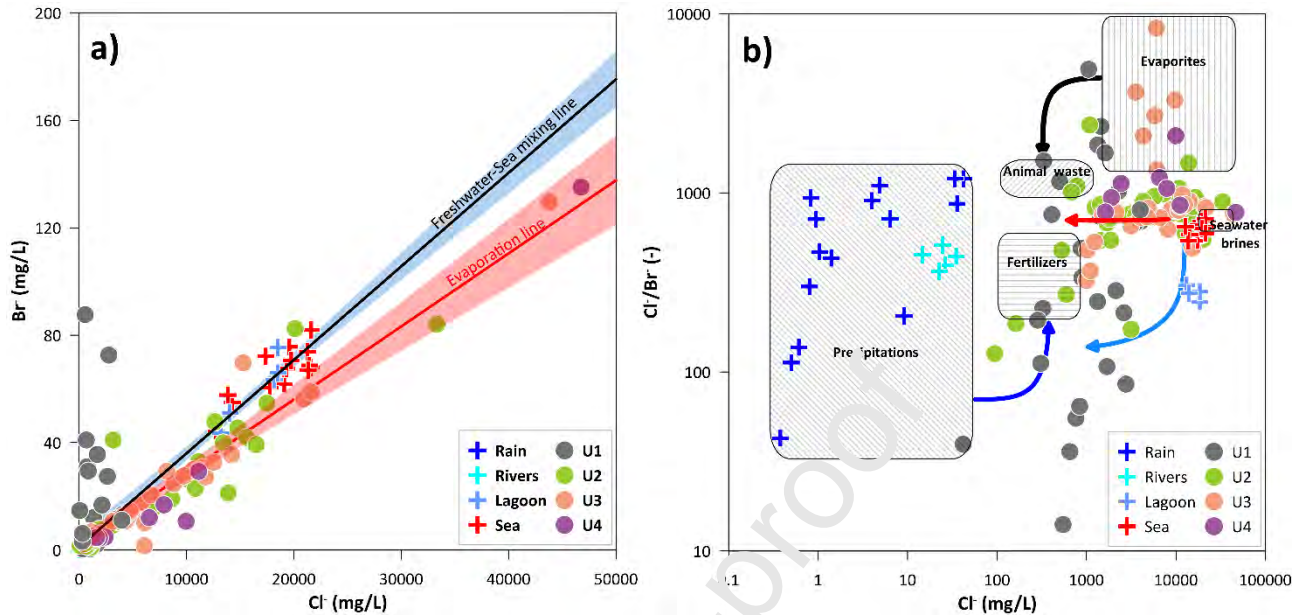 a)
Br⁻ (mg/L)
200
160
120
80
40
0
0
10000
20000
30000
40000
50000
Cl⁻ (mg/L)
Freshwater-Sea mixing line
Evaporation line
Rain
Rivers
Lagoon
Sea
U1
U2
U3
U4
b)
Cl⁻/Br⁻ (-)
10000
1000
100
10
0.1
1
10
100
1000
10000
100000
Cl⁻ (mg/L)
Evaporites
Animal waste
Seawater
brines
Fertilizers
Precipitations
Rain
Rivers
Lagoon
Sea
U1
U2
U3
U4
proof